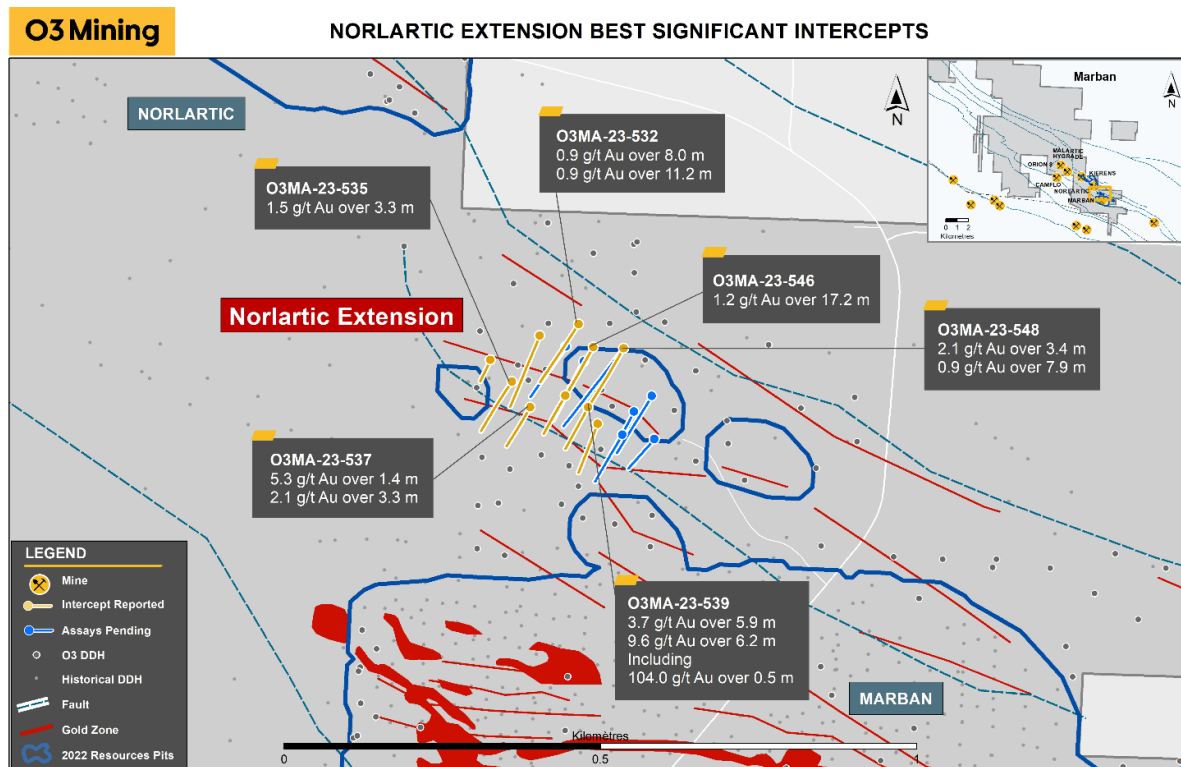 O3 Mining
NORLARTIC EXTENSION BEST SIGNIFICANT INTERCEPTS
NORLARTIC
O3MA-23-532
0.9 g/t Au over 8.0 m
0.9 g/t Au over 11.2 m
O3MA-23-535
1.5 g/t Au over 3.3 m
N
Marban
N
MALARTIC
HYGRADE
ORION 8
KIERENS
CAMFLO
NORLARTIC
MARBAN
0 1 2
Kilometres
O3MA-23-546
1.2 g/t Au over 17.2 m
Norlartic Extension
O3MA-23-548
2.1 g/t Au over 3.4 m
0.9 g/t Au over 7.9 m
O3MA-23-537
5.3 g/t Au over 1.4 m
2.1 g/t Au over 3.3 m
O3MA-23-539
3.7 g/t Au over 5.9 m
9.6 g/t Au over 6.2 m
Including
104.0 g/t Au over 0.5 m
MARBAN
LEGEND
Mine
Intercept Reported
Assays Pending
O3 DDH
Historical DDH
Fault
Gold Zone
2022 Resources Pits
Kilomètres
0 0.5 1